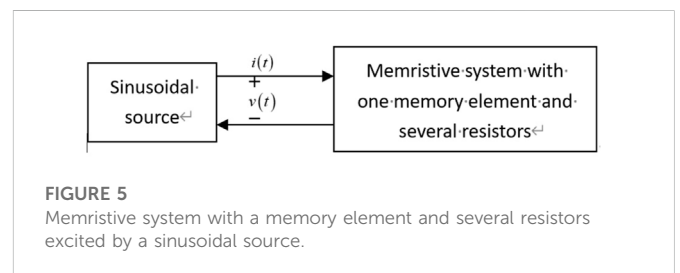 Sinusoidal·
source↵
i(t)
+
v(t)
−
Memristive·system·with·
one·memory·element·and·
several·resistors↵
FIGURE 5
Memristive system with a memory element and several resistors
excited by a sinusoidal source.